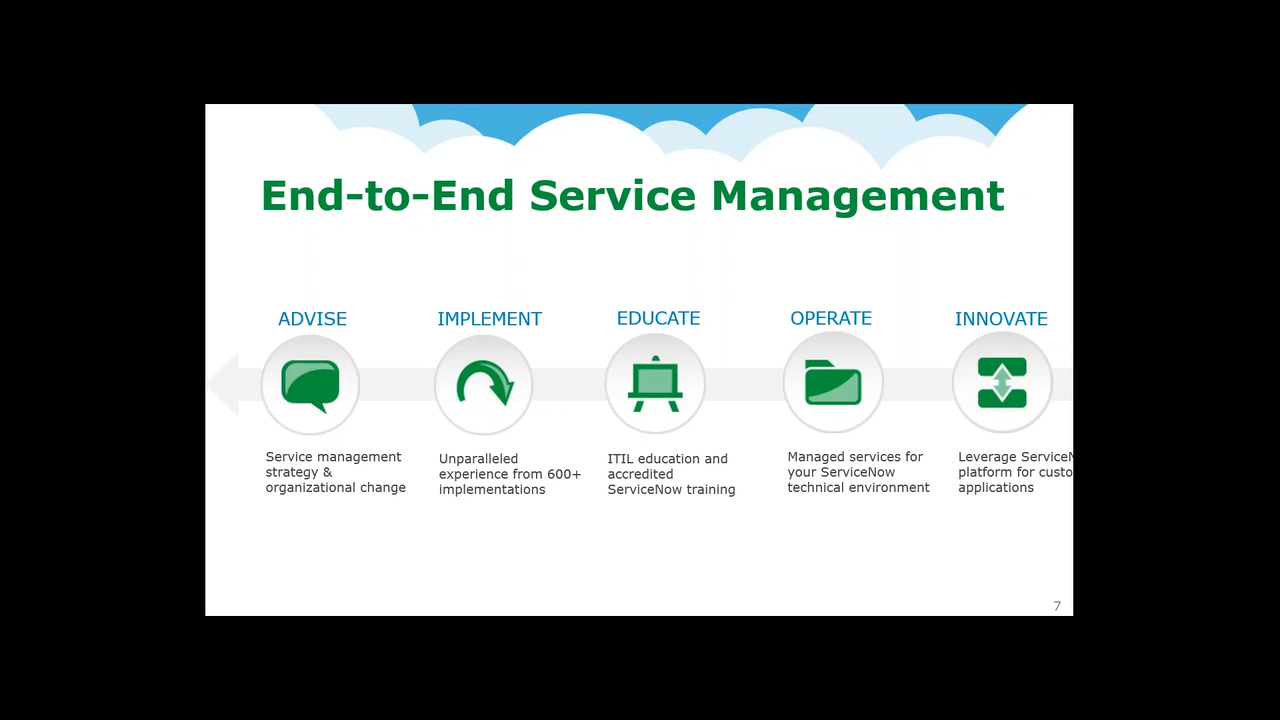 End-to-End Service Management
ADVISE
Service management
strategy &
organizational change
IMPLEMENT
Unparalleled
experience from 600+
implementations
EDUCATE
ITIL education and
accredited
ServiceNow training
OPERATE
Managed services for
your ServiceNow
technical environment
INNOVATE
Leverage ServiceN
platform for custo
applications
7